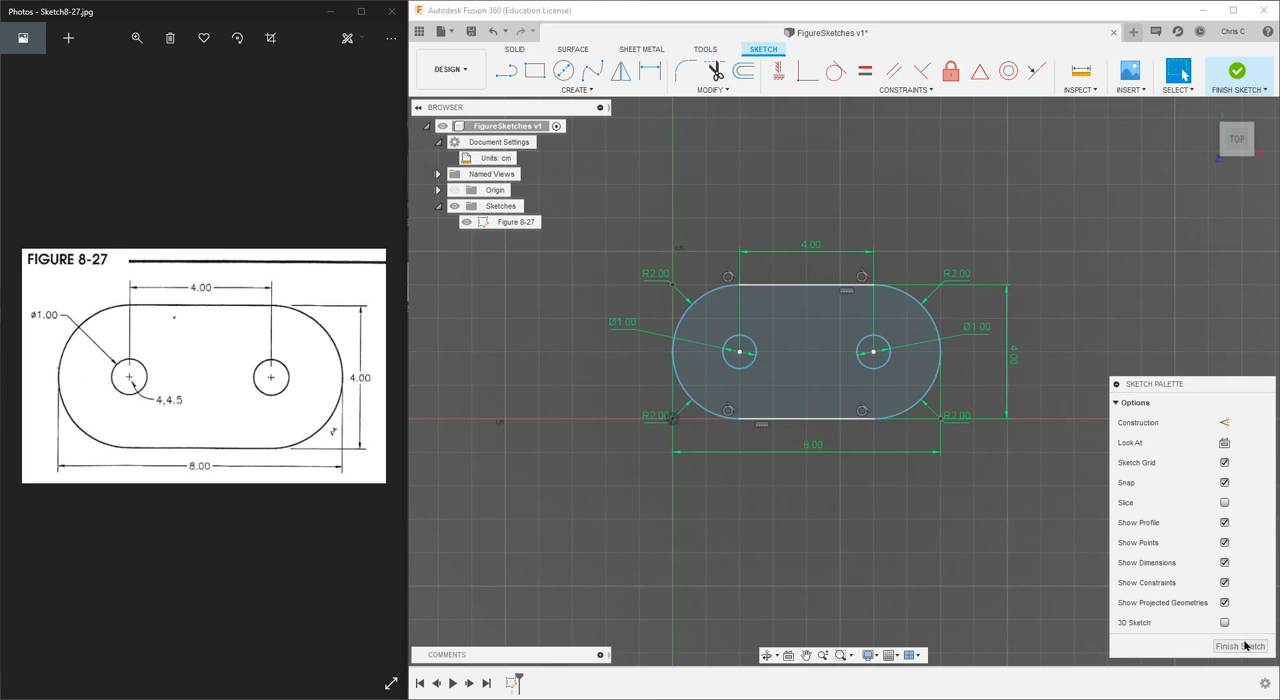 Photos - Sketch8-27.jpg
Autodesk Fusion 360 (Education License)
FigureSketches v1*
Chris C
DESIGN
SOLID
SURFACE
SHEET METAL
TOOLS
SKETCH
CREATE
MODIFY
CONSTRAINTS
INSPECT
INSERT
SELECT
FINISH SKETCH
BROWSER
FigureSketches v1
Document Settings
Units: cm
Named Views
Origin
Sketches
Figure 8-27
FIGURE 8-27
4.00
ø1.00
4,4.5
4.00
8.00
TOP
Y
Z
4.00
R2.00
R2.00
Ø1.00
Ø1.00
4.00
R2.00
R2.00
8.00
5
5
SKETCH PALETTE
Options
Construction
Look At
Sketch Grid
Snap
Slice
Show Profile
Show Points
Show Dimensions
Show Constraints
Show Projected Geometries
3D Sketch
Finish Sketch
COMMENTS